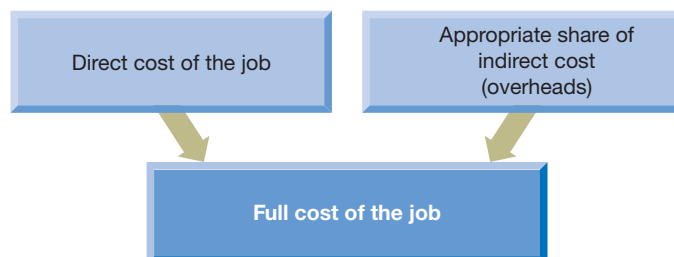 Direct cost of the job
Appropriate share of
indirect cost
(overheads)
Full cost of the job